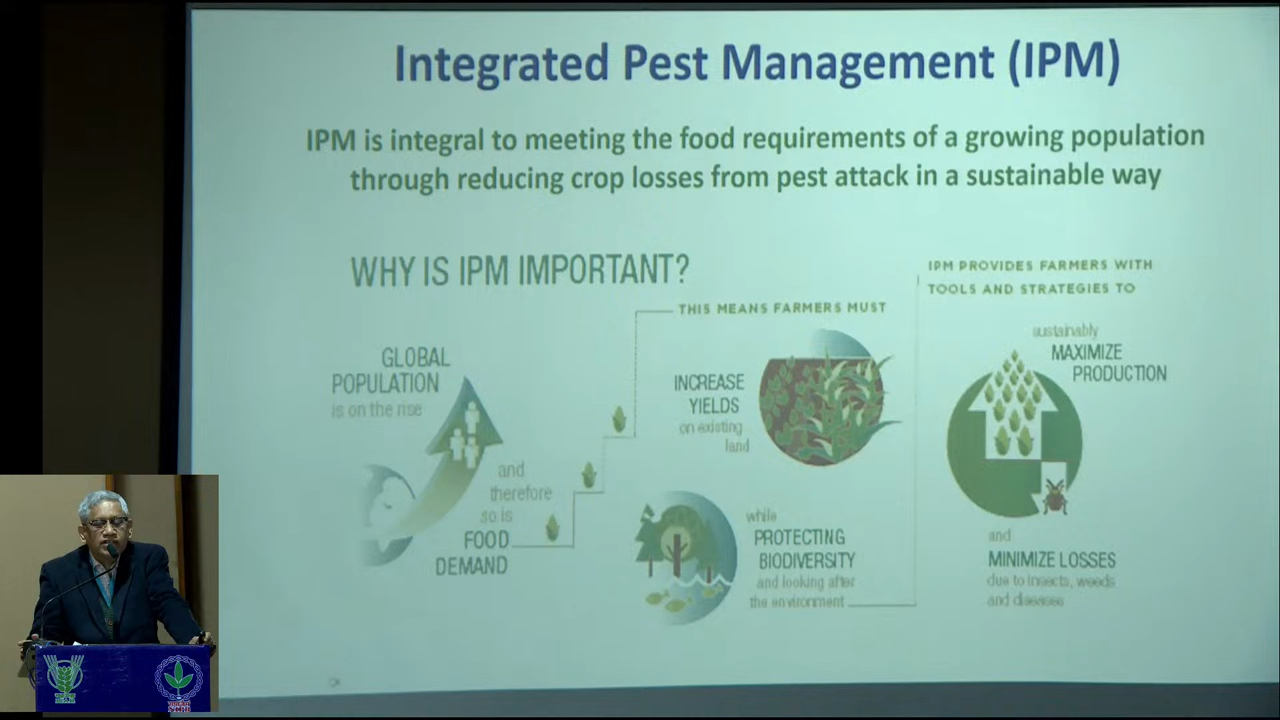 Integrated Pest Management (IPM)
IPM is integral to meeting the food requirements of a growing population
through reducing crop losses from pest attack in a sustainable way
WHY IS IPM IMPORTANT?
GLOBAL
POPULATION
is on the rise
and
therefore
so is
FOOD
DEMAND
THIS MEANS FARMERS MUST
INCREASE
YIELDS
on existing
land
while
PROTECTING
BIODIVERSITY
and looking after
the environment
IPM PROVIDES FARMERS WITH
TOOLS AND STRATEGIES TO
sustainably
MAXIMIZE
PRODUCTION
and
MINIMIZE LOSSES
due to insects, weeds
and diseases